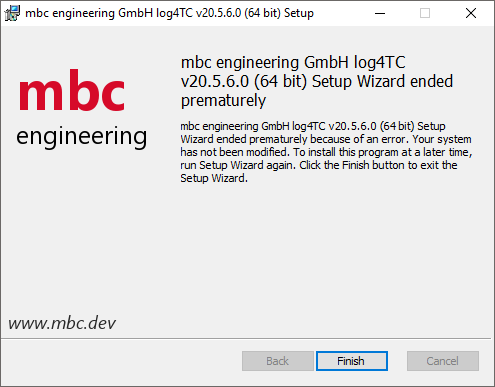 mbc engineering GmbH log4TC v20.5.6.0 (64 bit) Setup
mbc
engineering
mbc engineering GmbH log4TC
v20.5.6.0 (64 bit) Setup Wizard ended
prematurely
mbc engineering GmbH log4TC v20.5.6.0 (64 bit) Setup
Wizard ended prematurely because of an error. Your system
has not been modified. To install this program at a later time,
run Setup Wizard again. Click the Finish button to exit the
Setup Wizard.
www.mbc.dev
Back
Finish
Cancel